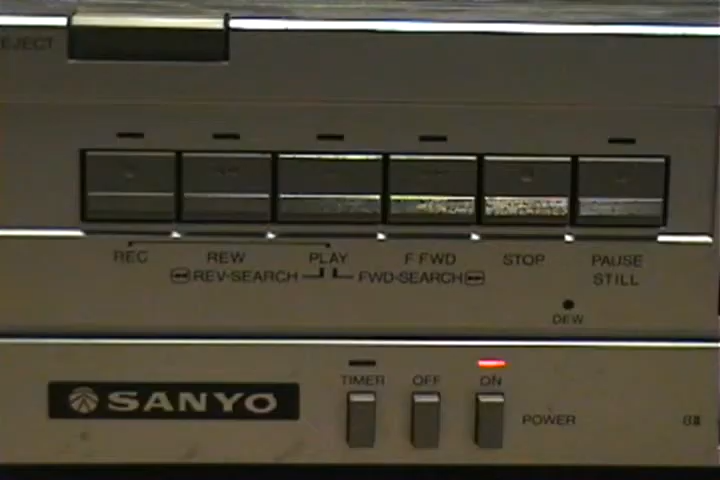 EJECT
REC REW PLAY F FWD STOP PAUSE
REV-SEARCH FWD-SEARCH STILL
DEW
TIMER OFF ON
SANYO POWER